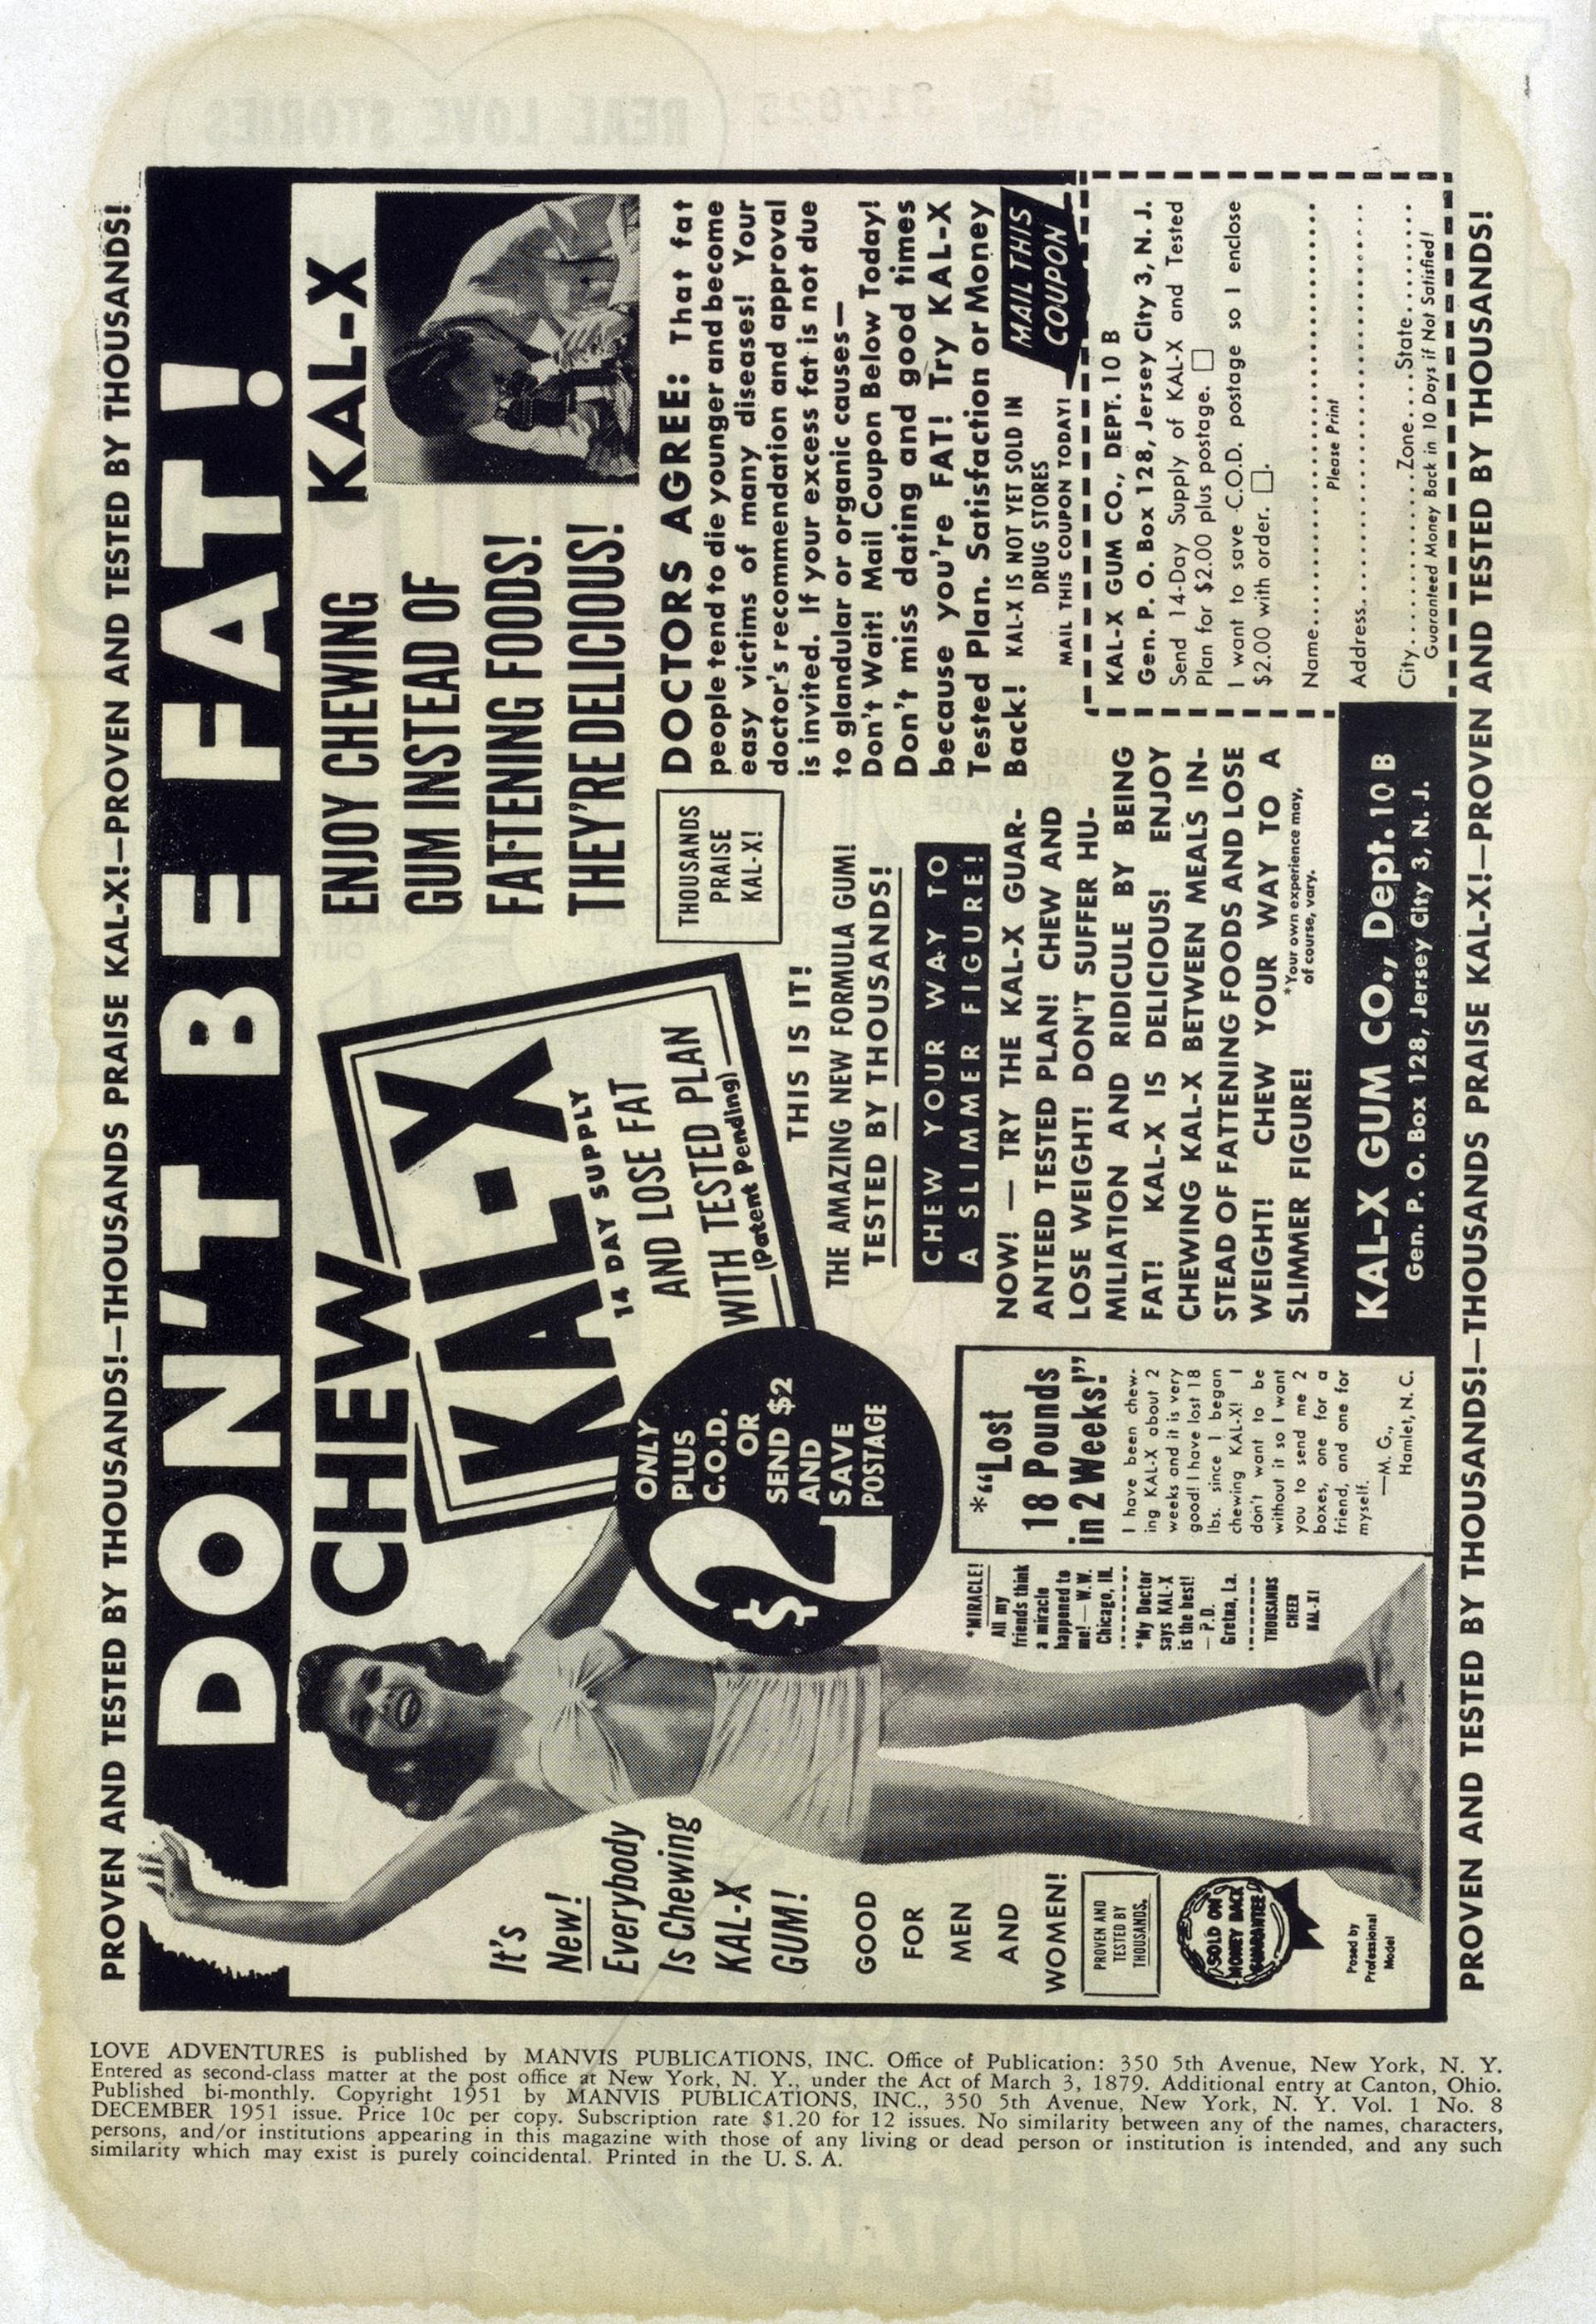 PROVEN AND TESTED BY THOUSANDS!—THOUSANDS PRAISE KAL-X!—PROVEN AND TESTED BY THOUSANDS!
DON'T BE FAT!
CHEW
KAL-X
14 DAY SUPPLY
AND LOSE FAT
WITH TESTED PLAN
(Patent Pending)
ENJOY CHEWING
GUM INSTEAD OF
FATTENING FOODS!
THEY'RE DELICIOUS!
KAL-X
It's
New!
Everybody
Is Chewing
KAL-X
GUM!
GOOD
FOR
MEN
AND
WOMEN!
PROVEN AND
TESTED BY
THOUSANDS.
SOLD ON
MONEY BACK
GUARANTEE
Posed by
Professional
Model
$2
ONLY
PLUS
C.O.D.
OR
SEND $2
AND
SAVE
POSTAGE
*MIRACLE!
All my
friends think
a miracle
happened to
me! — W.W.
Chicago, Ill.
*My Doctor
says KAL-X
is the best!
— P.D.
Gretna, La.
THOUSANDS
CHEER
KAL-X!
*"Lost
18 Pounds
in 2 Weeks!"
I have been chew-
ing KAL-X about 2
weeks and it is very
good! I have lost 18
lbs. since I began
chewing KAL-X! I
don't want to be
without it so I want
you to send me 2
boxes, one for a
friend, and one for
myself.
—M. G.,
Hamlet, N. C.
THIS IS IT!
THE AMAZING NEW FORMULA GUM!
TESTED BY THOUSANDS!
THOUSANDS
PRAISE
KAL-X!
CHEW YOUR WAY TO
A SLIMMER FIGURE!
NOW! — TRY THE KAL-X GUAR-
ANTEED TESTED PLAN! CHEW AND
LOSE WEIGHT! DON'T SUFFER HU-
MILIATION AND RIDICULE BY BEING
FAT! KAL-X IS DELICIOUS! ENJOY
CHEWING KAL-X BETWEEN MEALS IN-
STEAD OF FATTENING FOODS AND LOSE
WEIGHT! CHEW YOUR WAY TO A
SLIMMER FIGURE!
*Your own experience may,
of course, vary.
KAL-X GUM CO., Dept. 10 B
Gen. P. O. Box 128, Jersey City 3, N. J.
DOCTORS AGREE: That fat
people tend to die younger and become
easy victims of many diseases! Your
doctor's recommendation and approval
is invited. If your excess fat is not due
to glandular or organic causes—
Don't Wait! Mail Coupon Below Today!
Don't miss dating and good times
because you're FAT! Try KAL-X
Tested Plan. Satisfaction or Money
Back!
KAL-X IS NOT YET SOLD IN
DRUG STORES
MAIL THIS COUPON TODAY!
MAIL THIS
COUPON
KAL-X GUM CO., DEPT. 10 B
Gen. P. O. Box 128, Jersey City 3, N. J.
Send 14-Day Supply of KAL-X and Tested
Plan for $2.00 plus postage. □
I want to save C.O.D. postage so I enclose
$2.00 with order. □.
Name
Please Print
Address
City Zone State
Guaranteed Money Back in 10 Days if Not Satisfied!
PROVEN AND TESTED BY THOUSANDS!—THOUSANDS PRAISE KAL-X!—PROVEN AND TESTED BY THOUSANDS!
LOVE ADVENTURES is published by MANVIS PUBLICATIONS, INC. Office of Publication: 350 5th Avenue, New York, N. Y.
Entered as second-class matter at the post office at New York, N. Y., under the Act of March 3, 1879. Additional entry at Canton, Ohio.
Published bi-monthly. Copyright 1951 by MANVIS PUBLICATIONS, INC., 350 5th Avenue, New York, N. Y. Vol. 1 No. 8
DECEMBER 1951 issue. Price 10c per copy. Subscription rate $1.20 for 12 issues. No similarity between any of the names, characters,
persons, and/or institutions appearing in this magazine with those of any living or dead person or institution is intended, and any such
similarity which may exist is purely coincidental. Printed in the U. S. A.